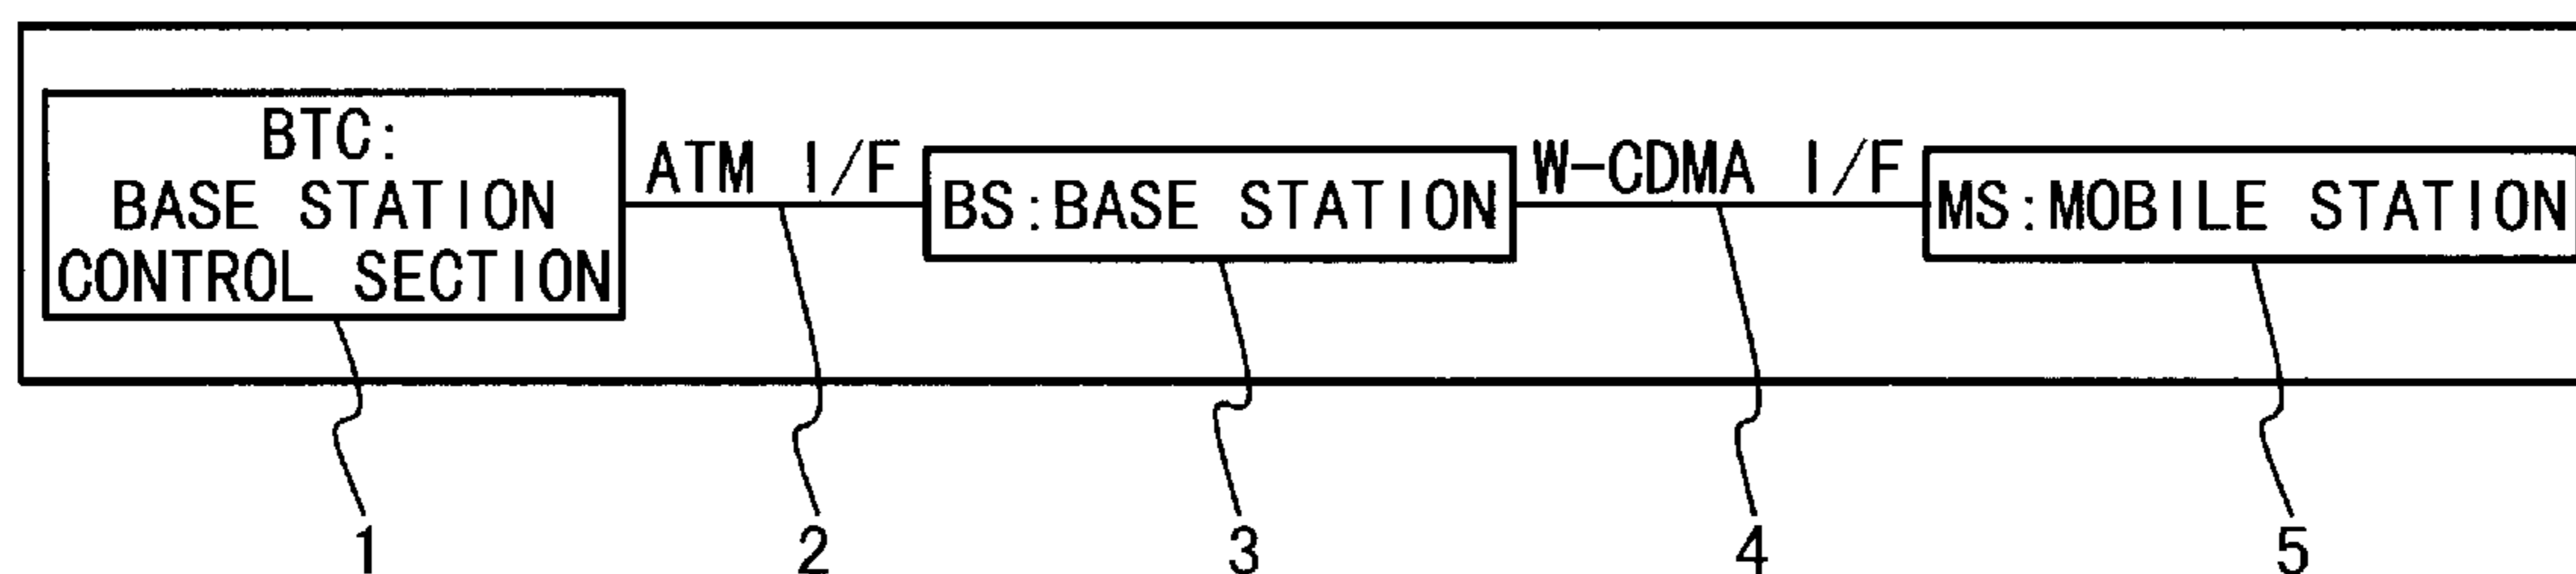 BTC:
BASE STATION
CONTROL SECTION
ATM I/F
BS:BASE STATION
W-CDMA I/F
MS:MOBILE STATION
1
2
3
4
5